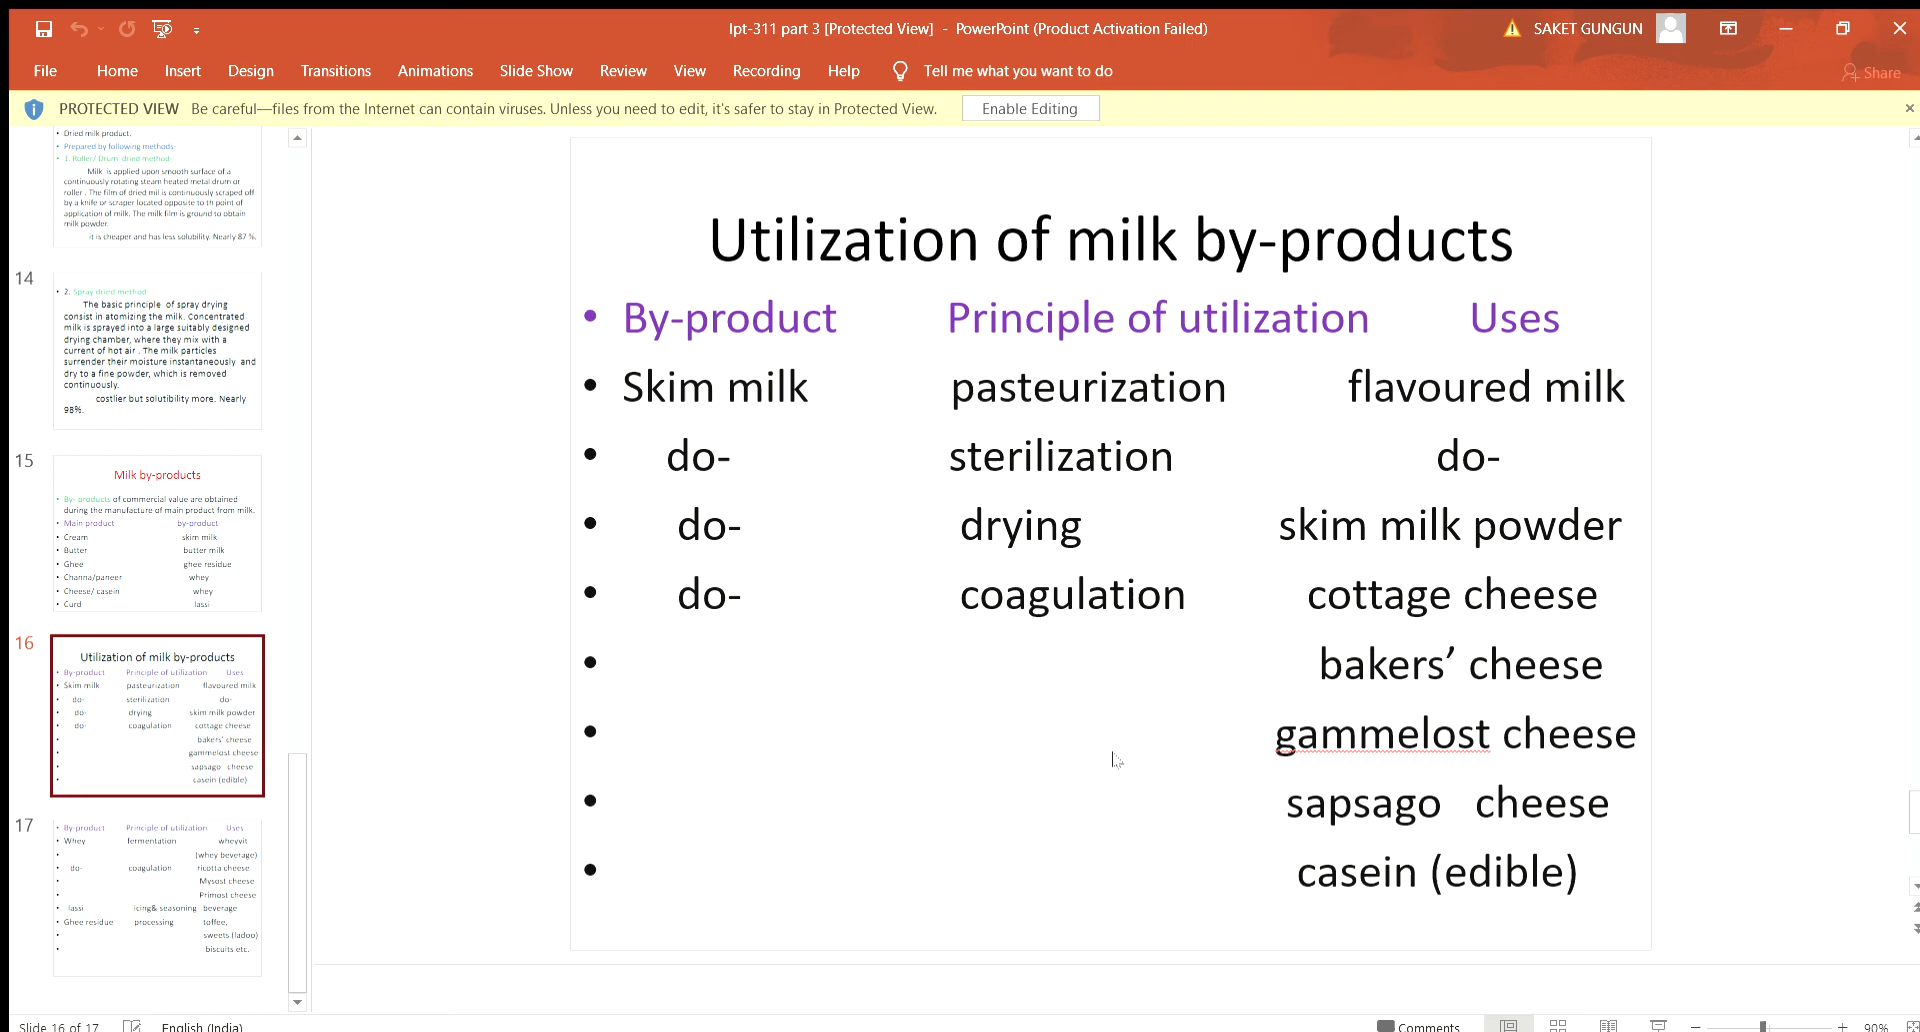 lpt-311 part 3 [Protected View] - PowerPoint (Product Activation Failed)
SAKET GUNGUN
File Home Insert Design Transitions Animations Slide Show Review View Recording Help Tell me what you want to do
Share
PROTECTED VIEW Be careful—files from the Internet can contain viruses. Unless you need to edit, it's safer to stay in Protected View. Enable Editing
• Dried milk product.
• Prepared by following methods-
• 1. Roller/ Drum dried method-
Milk is applied upon smooth surface of a
continuously rotating steam heated metal drum or
roller . The film of dried mil is continuously scraped off
by a knife or scraper located opposite to th point of
application of milk. The milk film is ground to obtain
milk powder.
it is cheaper and has less solubility. Nearly 87 %.
14
• 2. Spray dried method-
The basic principle of spray drying
consist in atomizing the milk. Concentrated
milk is sprayed into a large suitably designed
drying chamber, where they mix with a
current of hot air . The milk particles
surrender their moisture instantaneously and
dry to a fine powder, which is removed
continuously.
costlier but solutibility more. Nearly
98%.
15
Milk by-products
• By- products of commercial value are obtained
during the manufacture of main product from milk.
• Main product by-product
• Cream skim milk
• Butter butter milk
• Ghee ghee residue
• Channa/paneer whey
• Cheese/ casein whey
• Curd lassi
16
Utilization of milk by-products
• By-product Principle of utilization Uses
• Skim milk pasteurization flavoured milk
• do- sterilization do-
• do- drying skim milk powder
• do- coagulation cottage cheese
• bakers' cheese
• gammelost cheese
• sapsago cheese
• casein (edible)
17
• By-product Principle of utilization Uses
• Whey fermentation wheyvit
• (whey beverage)
• do- coagulation ricotta cheese
• Mysost cheese
• Primost cheese
• lassi icing& seasoning beverage
• Ghee residue processing toffee,
• sweets (ladoo)
• biscuits etc.
Utilization of milk by-products
• By-product Principle of utilization Uses
• Skim milk pasteurization flavoured milk
• do- sterilization do-
• do- drying skim milk powder
• do- coagulation cottage cheese
• bakers’ cheese
• gammelost cheese
• sapsago cheese
• casein (edible)
Slide 16 of 17 English (India) Comments 90%